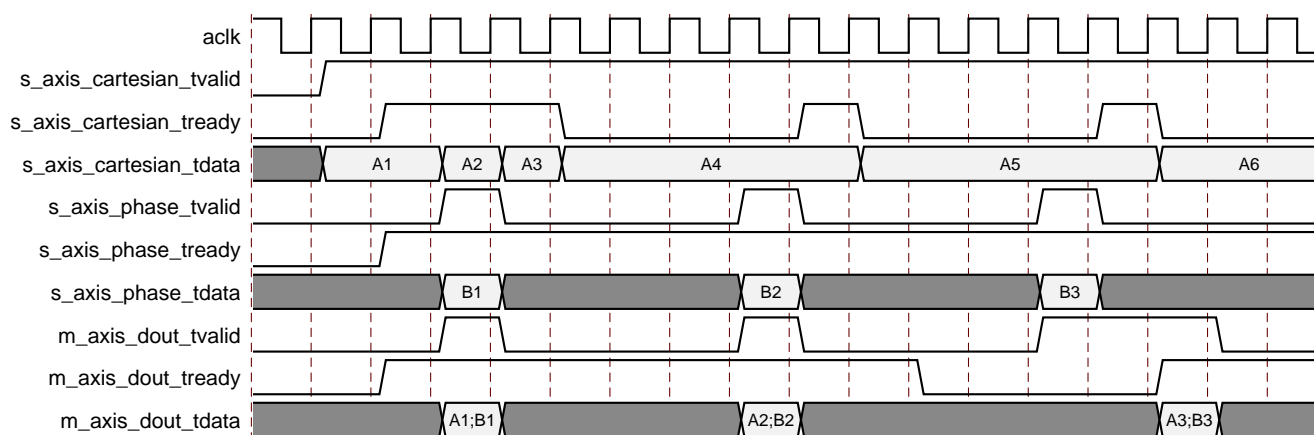 aclk
s_axis_cartesian_tvalid
s_axis_cartesian_tready
s_axis_cartesian_tdata A1 A2 A3 A4 A5 A6
s_axis_phase_tvalid
s_axis_phase_tready
s_axis_phase_tdata B1 B2 B3
m_axis_dout_tvalid
m_axis_dout_tready
m_axis_dout_tdata A1;B1 A2;B2 A3;B3